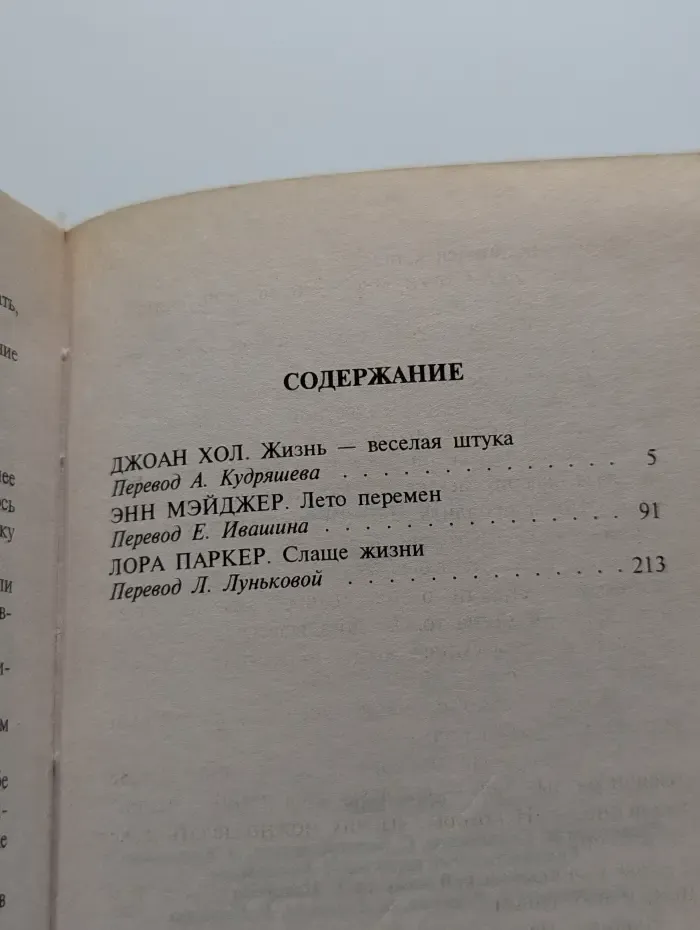 СОДЕРЖАНИЕ
ДЖОАН ХОЛ. Жизнь — веселая штука
Перевод А. Кудряшева . . . . . . . . . . . . . . 5
ЭНН МЭЙДЖЕР. Лето перемен
Перевод Е. Ивашина . . . . . . . . . . . . . . . 91
ЛОРА ПАРКЕР. Слаще жизни
Перевод Л. Луньковой . . . . . . . . . . . . . . 213